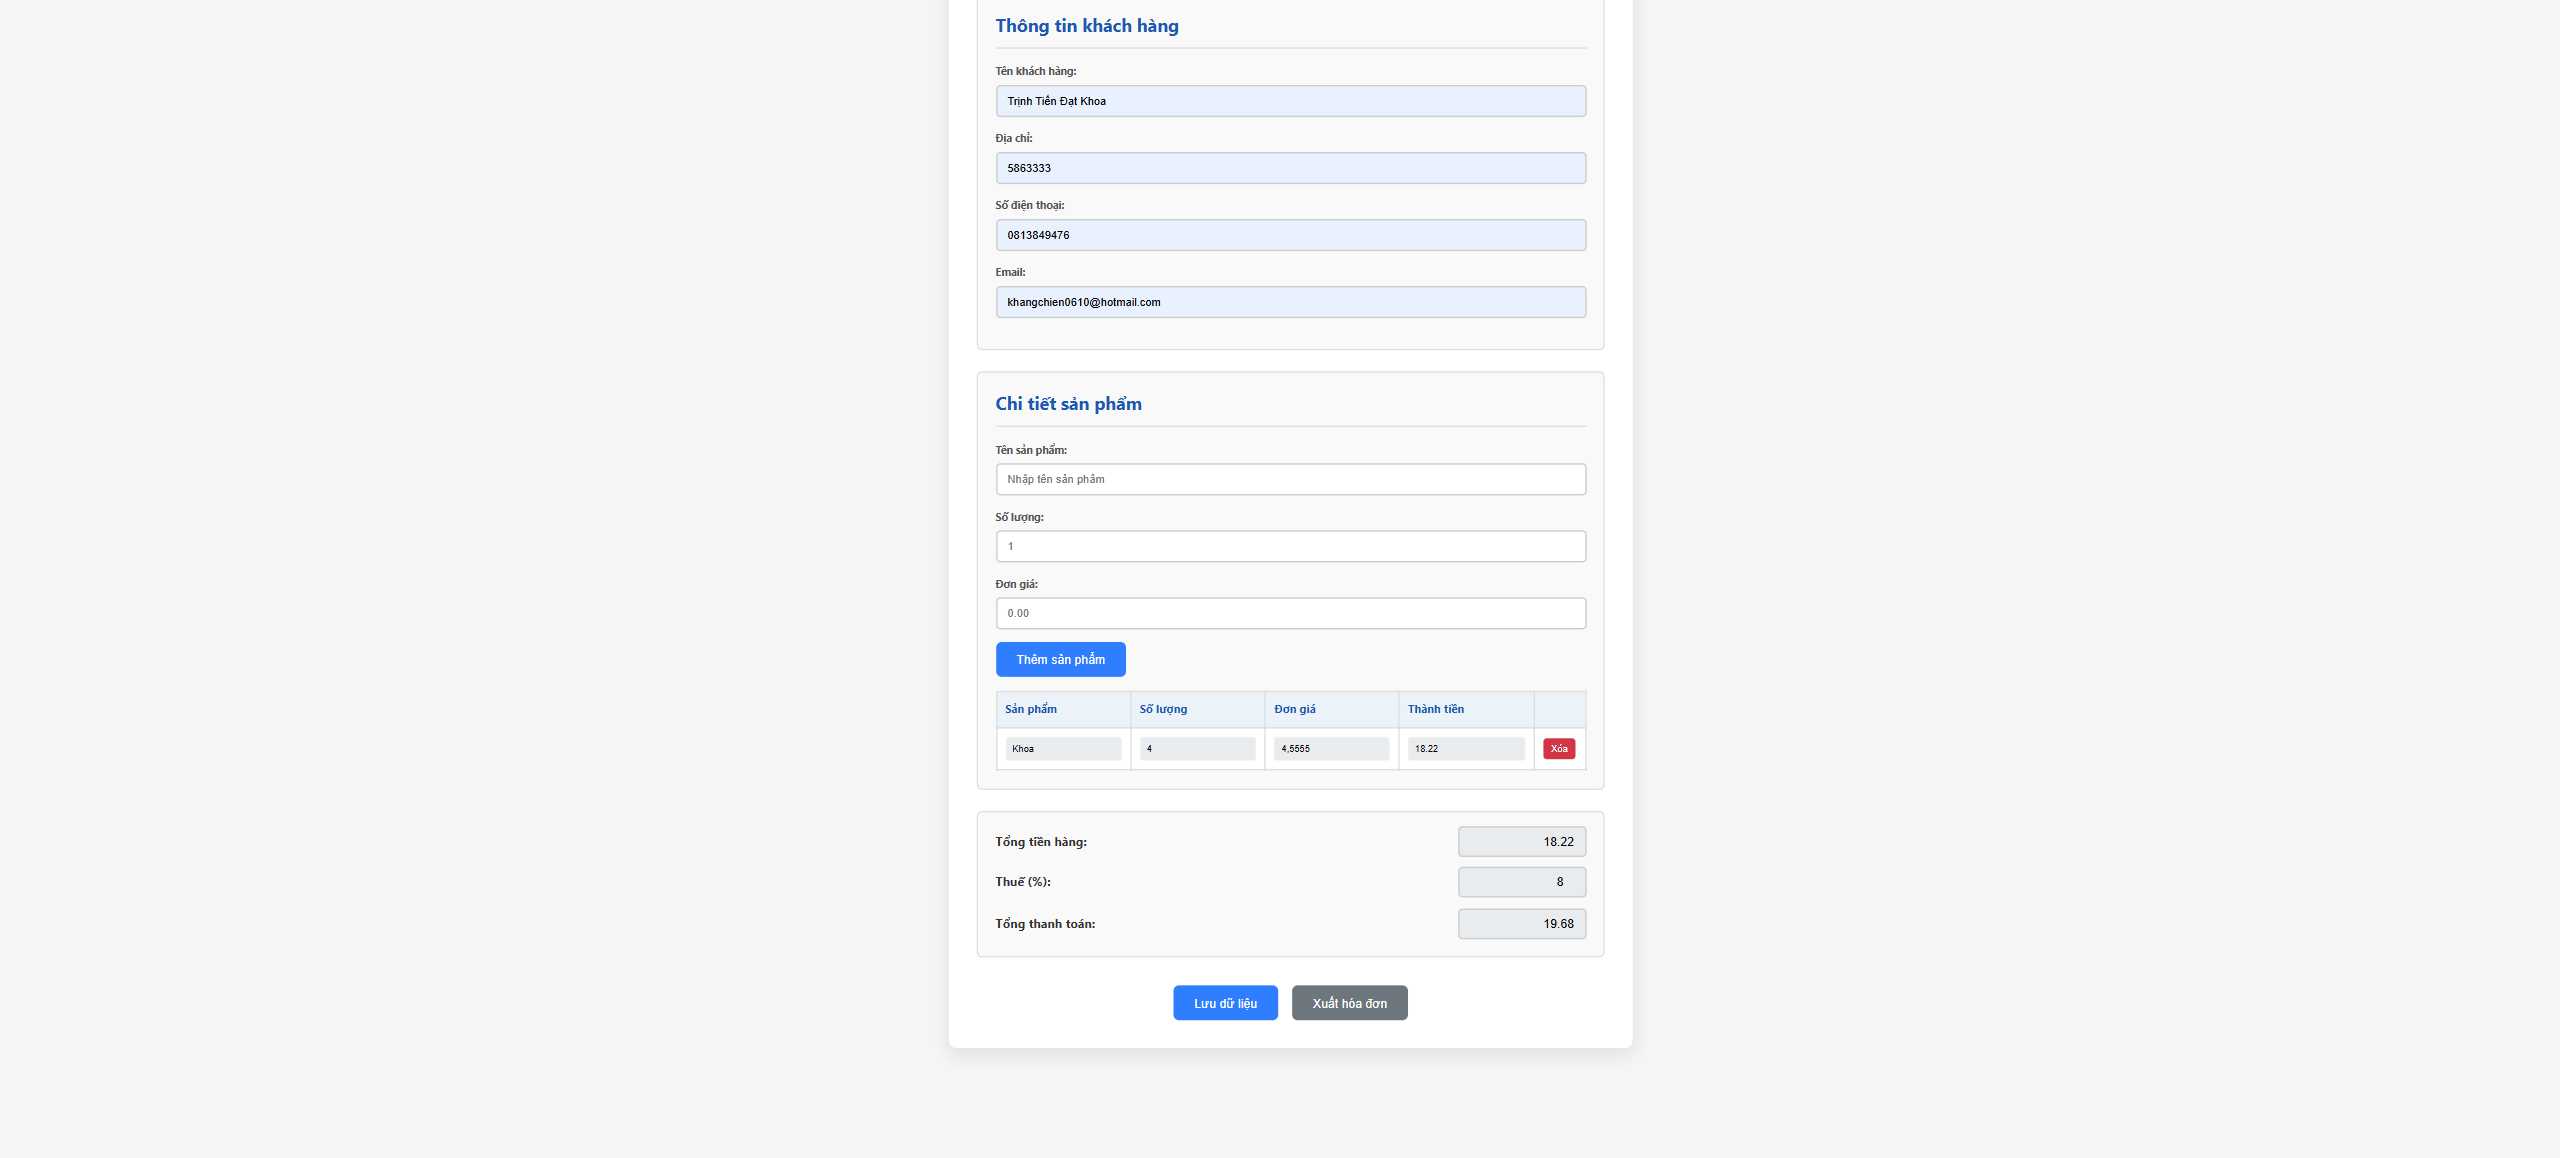 Thông tin khách hàng
Tên khách hàng:
Trịnh Tiến Đạt Khoa
Địa chỉ:
5863333
Số điện thoại:
0813849476
Email:
khangchien0610@hotmail.com
Chi tiết sản phẩm
Tên sản phẩm:
Nhập tên sản phẩm
Số lượng:
1
Đơn giá:
0.00
Thêm sản phẩm
Sản phẩm Số lượng Đơn giá Thành tiền
Khoa 4 4,5555 18.22 Xóa
Tổng tiền hàng: 18.22
Thuế (%): 8
Tổng thanh toán: 19.68
Lưu dữ liệu Xuất hóa đơn